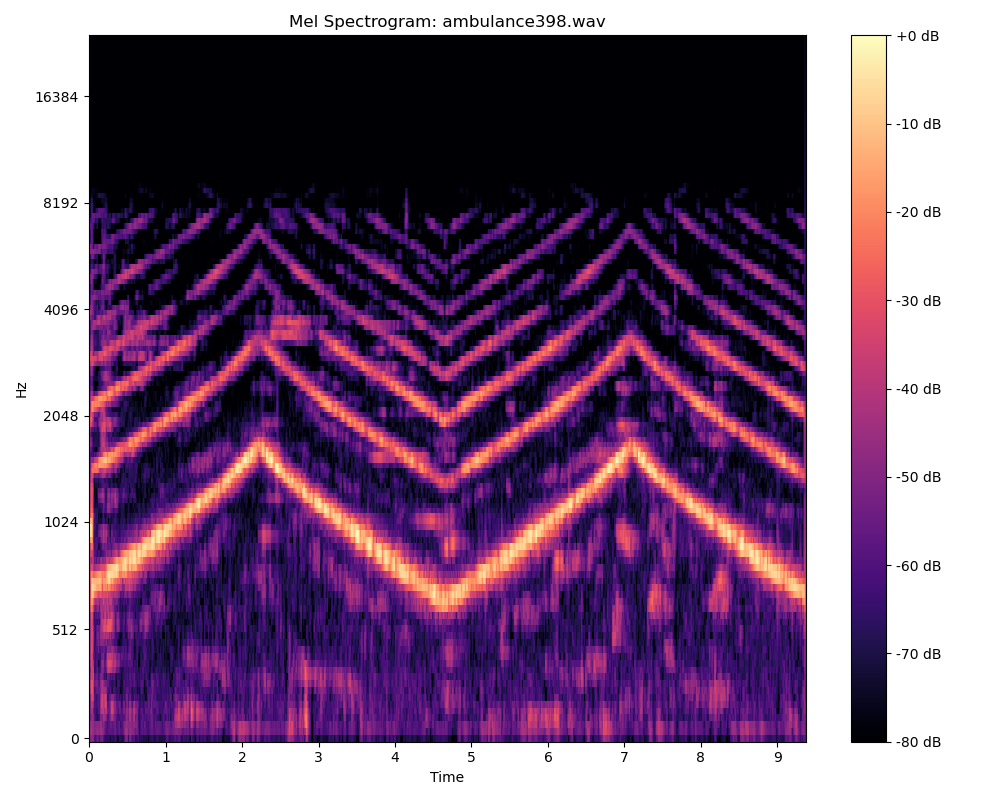 Mel Spectrogram: ambulance398.wav
+0 dB
16384
-10 dB
8192
-20 dB
4096
-30 dB
Hz
-40 dB
2048
-50 dB
1024
-60 dB
512
-70 dB
0
-80 dB
0 1 2 3 4 5 6 7 8 9
Time